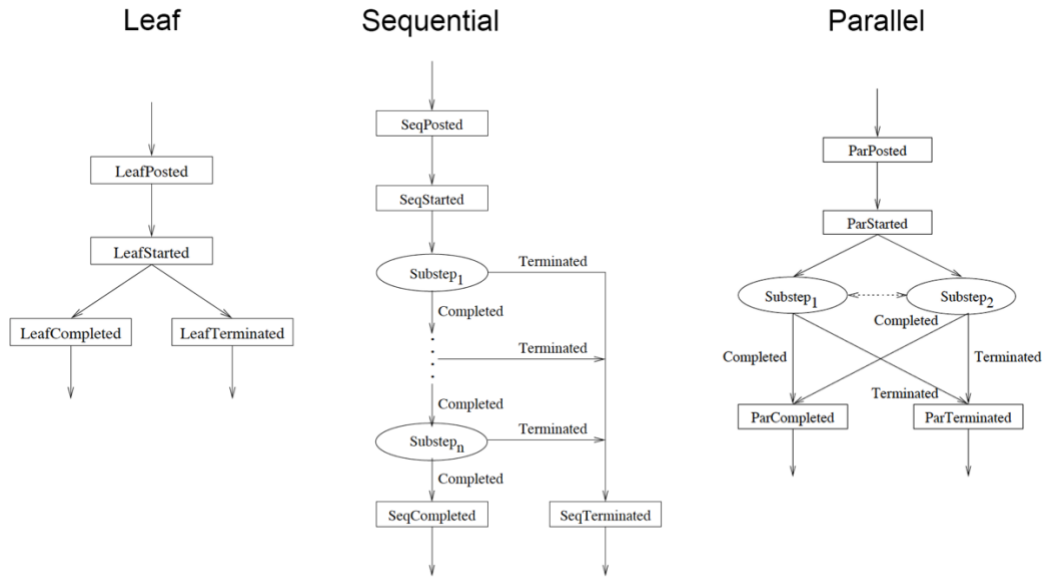 Leaf
Sequential
Parallel
LeafPosted
LeafStarted
LeafCompleted
LeafTerminated
SeqPosted
SeqStarted
Substep1
Terminated
Completed
Terminated
Completed
Substepn
Terminated
Completed
SeqCompleted
SeqTerminated
ParPosted
ParStarted
Substep1
Substep2
Completed
Completed
Terminated
Terminated
ParCompleted
ParTerminated